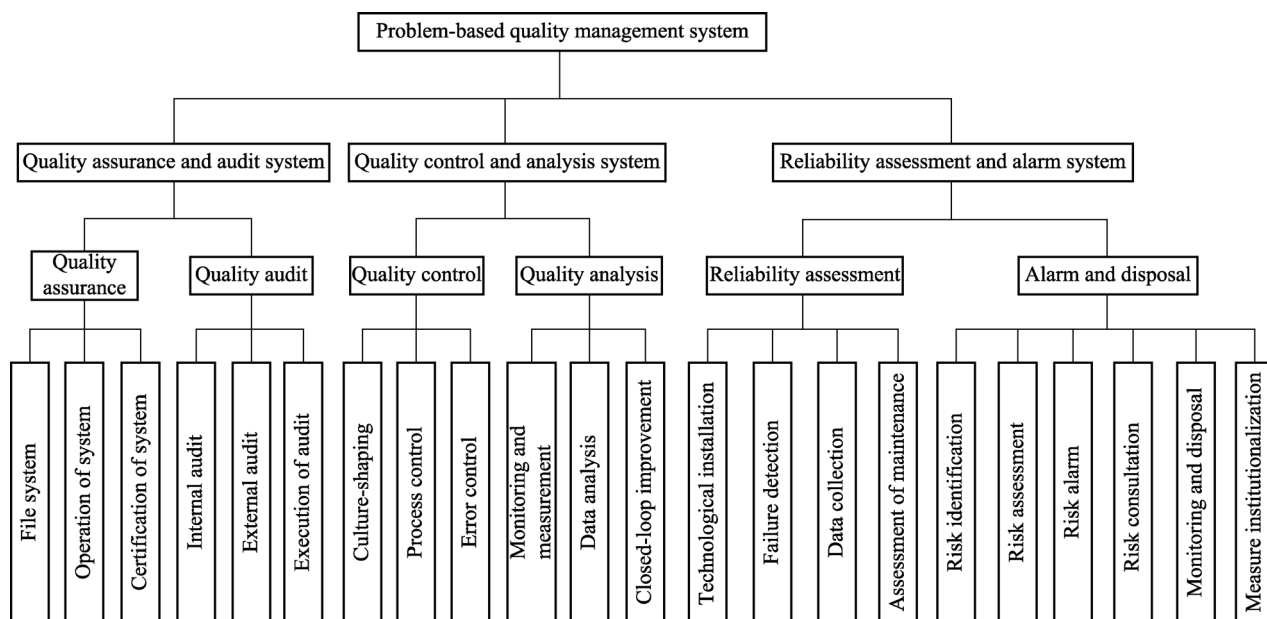 Problem-based quality management system
Quality assurance and audit system
Quality control and analysis system
Reliability assessment and alarm system
Quality
assurance
Quality audit
Quality control
Quality analysis
Reliability assessment
Alarm and disposal
File system
Operation of system
Certification of system
Internal audit
External audit
Execution of audit
Culture-shaping
Process control
Error control
Monitoring and
measurement
Data analysis
Closed-loop improvement
Technological installation
Failure detection
Data collection
Assessment of maintenance
Risk identification
Risk assessment
Risk alarm
Risk consultation
Monitoring and disposal
Measure institutionalization